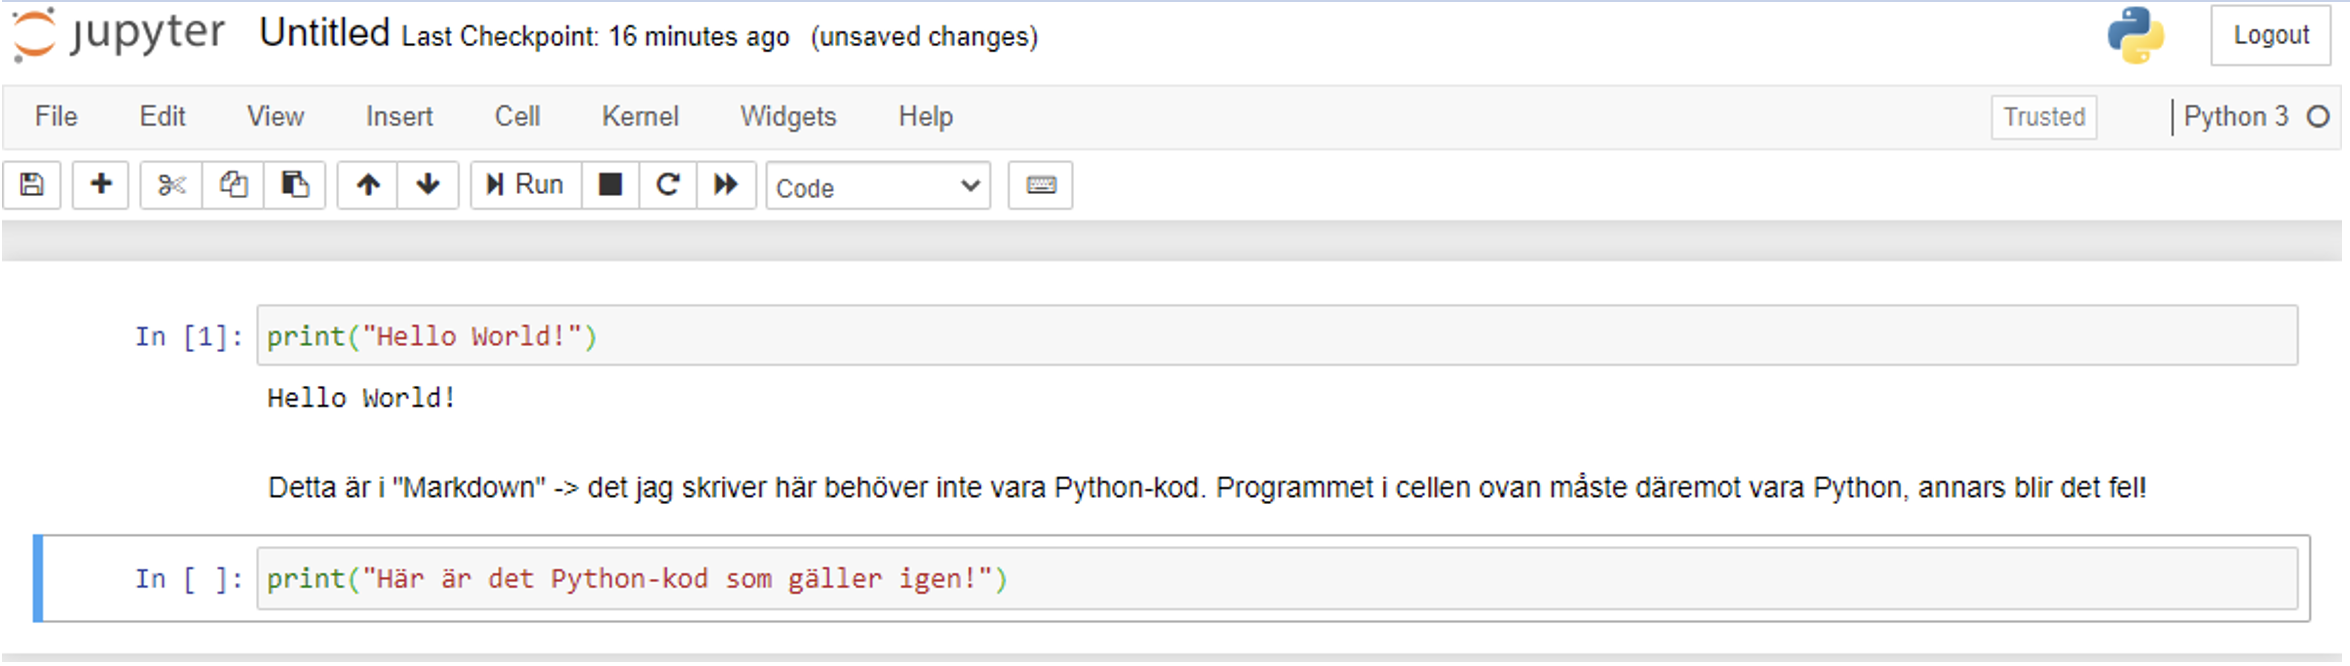 jupyter Untitled Last Checkpoint: 16 minutes ago (unsaved changes) Logout
File Edit View Insert Cell Kernel Widgets Help Trusted Python 3
Run Code
In [1]: print("Hello World!")
Hello World!
Detta är i "Markdown" -> det jag skriver här behöver inte vara Python-kod. Programmet i cellen ovan måste däremot vara Python, annars blir det fel!
In [ ]: print("Här är det Python-kod som gäller igen!")